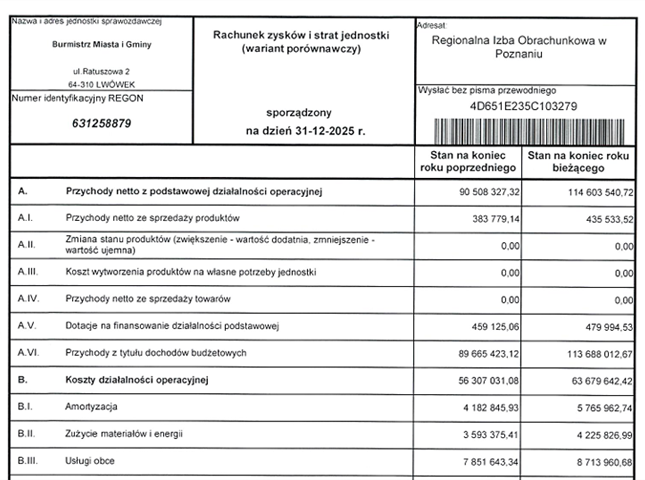 Nazwa i adres jednostki sprawozdawczej
Burmistrz Miasta i Gminy
ul.Ratuszowa 2
64-310 LWÓWEK
Numer identyfikacyjny REGON
631258879
Rachunek zysków i strat jednostki
(wariant porównawczy)
sporządzony
na dzień 31-12-2025 r.
Adresat:
Regionalna Izba Obrachunkowa w
Poznaniu
Wysłać bez pisma przewodniego
4D651E235C103279
Stan na koniec roku poprzedniego
Stan na koniec roku bieżącego
A. Przychody netto z podstawowej działalności operacyjnej 90 508 327,32 114 603 540,72
A.I. Przychody netto ze sprzedaży produktów 383 779,14 435 533,52
A.II. Zmiana stanu produktów (zwiększenie - wartość dodatnia, zmniejszenie -
wartość ujemna) 0,00 0,00
A.III. Koszt wytworzenia produktów na własne potrzeby jednostki 0,00 0,00
A.IV. Przychody netto ze sprzedaży towarów 0,00 0,00
A.V. Dotacje na finansowanie działalności podstawowej 459 125,06 479 994,53
A.VI. Przychody z tytułu dochodów budżetowych 89 665 423,12 113 688 012,67
B. Koszty działalności operacyjnej 56 307 031,08 63 679 642,42
B.I. Amortyzacja 4 182 845,93 5 765 962,74
B.II. Zużycie materiałów i energii 3 593 375,41 4 225 826,99
B.III. Usługi obce 7 851 643,34 8 713 960,68